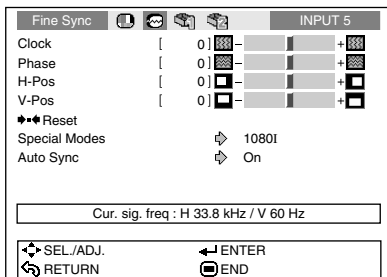 Fine Sync INPUT 5
Clock [ 0 ] - +
Phase [ 0 ] - +
H-Pos [ 0 ] - +
V-Pos [ 0 ] - +
Reset
Special Modes 1080I
Auto Sync On
Cur. sig. freq : H 33.8 kHz / V 60 Hz
SEL./ADJ. ENTER
RETURN END